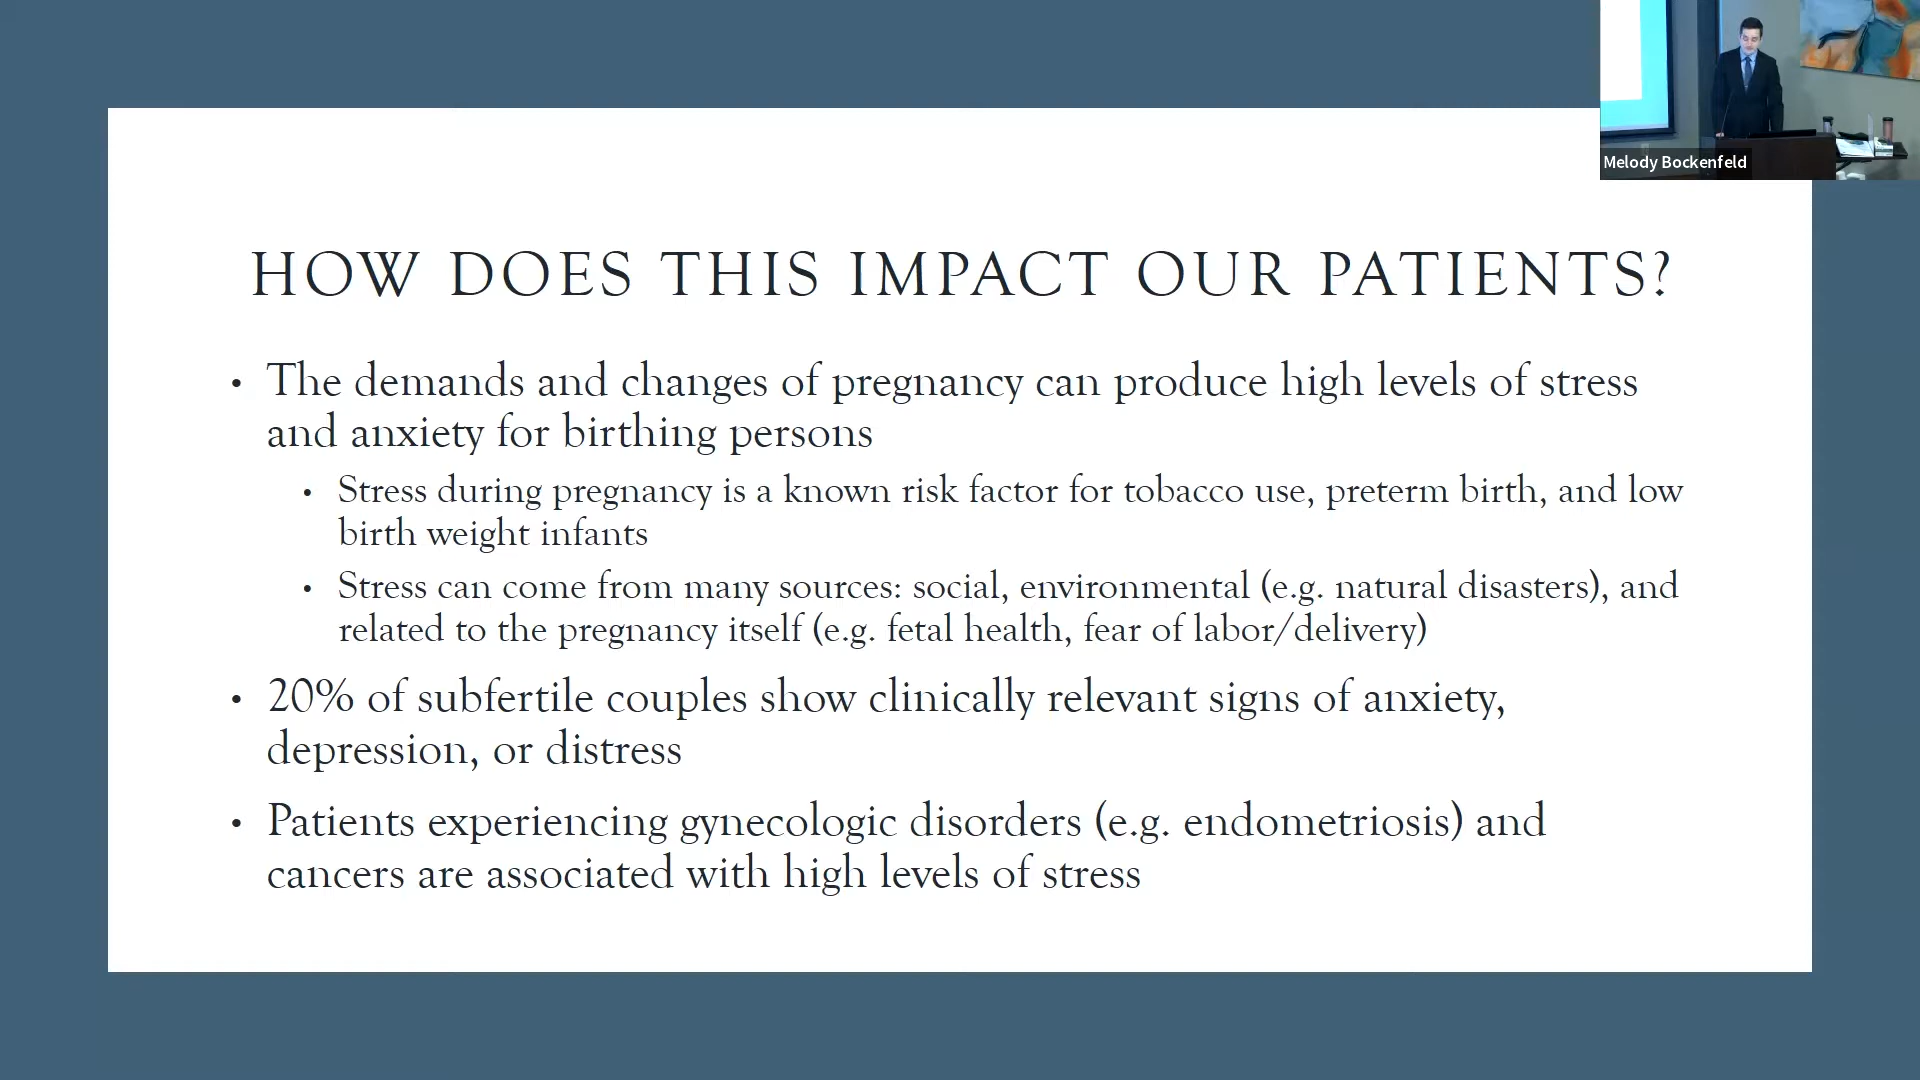 Melody Bockenfeld
HOW DOES THIS IMPACT OUR PATIENTS?
• The demands and changes of pregnancy can produce high levels of stress
and anxiety for birthing persons
• Stress during pregnancy is a known risk factor for tobacco use, preterm birth, and low
birth weight infants
• Stress can come from many sources: social, environmental (e.g. natural disasters), and
related to the pregnancy itself (e.g. fetal health, fear of labor/delivery)
• 20% of subfertile couples show clinically relevant signs of anxiety,
depression, or distress
• Patients experiencing gynecologic disorders (e.g. endometriosis) and
cancers are associated with high levels of stress